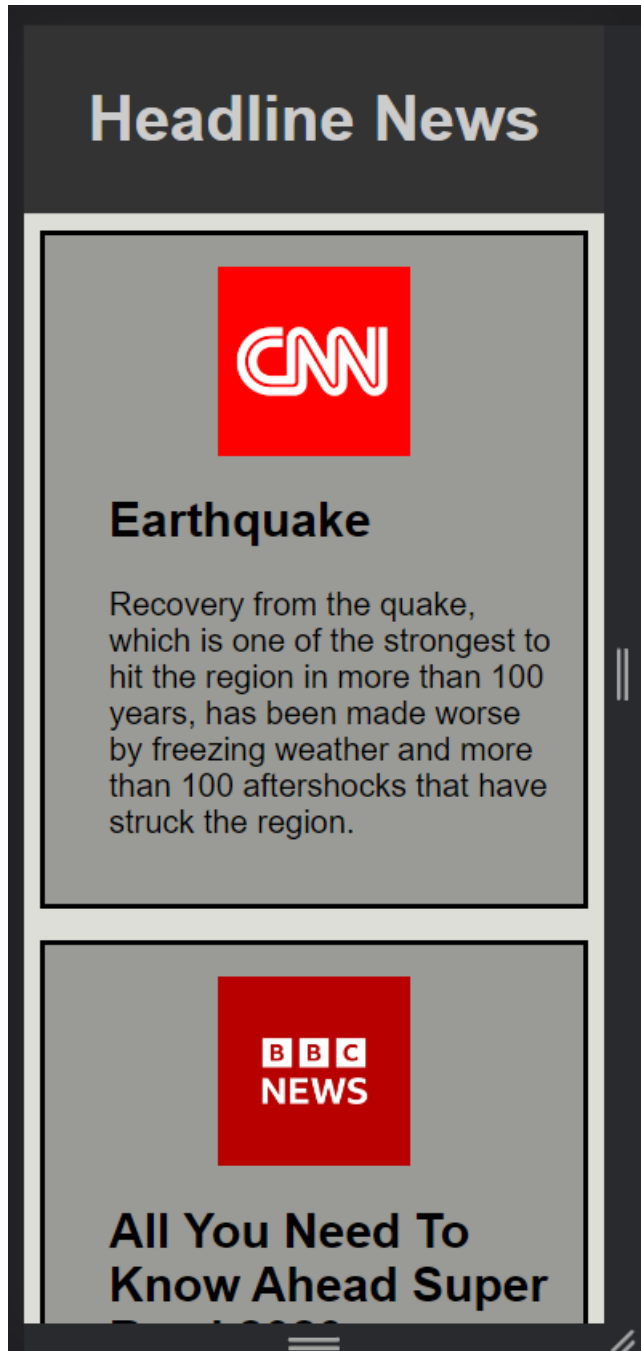 Headline News
CNN
Earthquake
Recovery from the quake,
which is one of the strongest to
hit the region in more than 100
years, has been made worse
by freezing weather and more
than 100 aftershocks that have
struck the region.
BBC
NEWS
All You Need To
Know Ahead Super